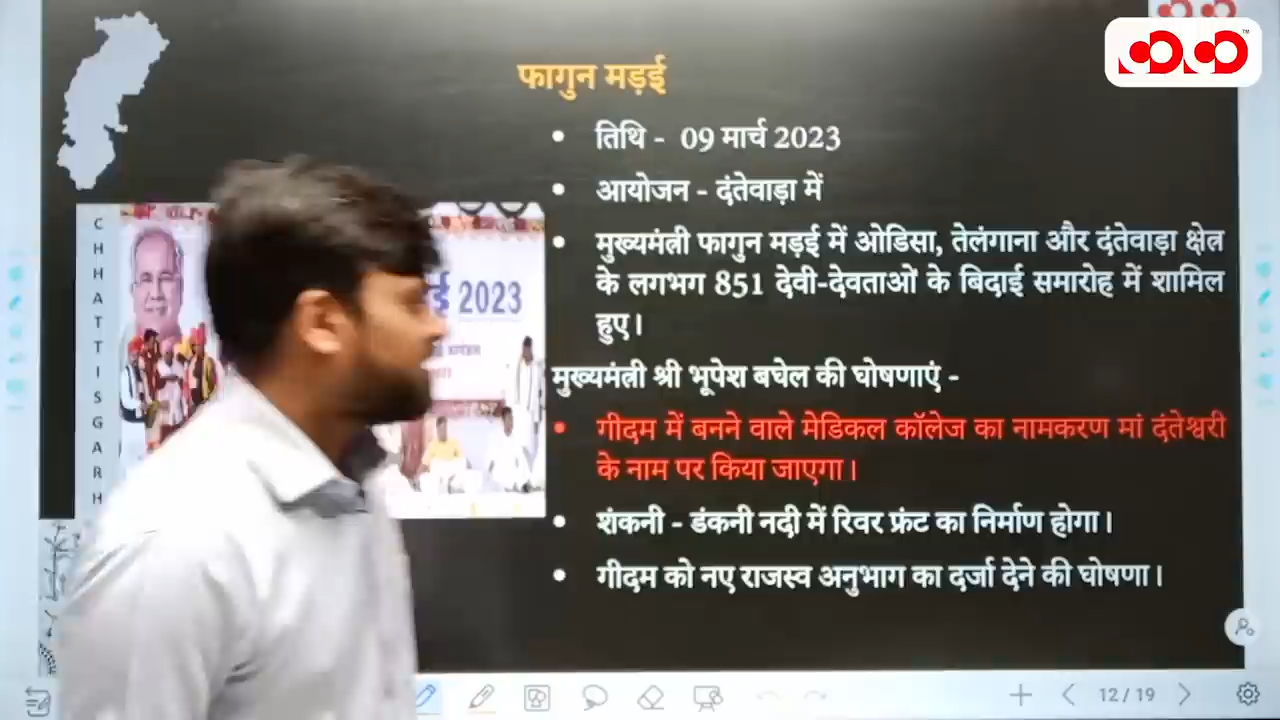 फागुन मड़ई
• तिथि - 09 मार्च 2023
• आयोजन - दंतेवाड़ा में
• मुख्यमंत्री फागुन मड़ई में ओडिसा, तेलंगाना और दंतेवाड़ा क्षेत्र
के लगभग 851 देवी-देवताओं के बिदाई समारोह में शामिल
हुए।
मुख्यमंत्री श्री भूपेश बघेल की घोषणाएं -
• गीदम में बनने वाले मेडिकल कॉलेज का नामकरण मां दंतेश्वरी
के नाम पर किया जाएगा।
• शंकनी - डंकनी नदी में रिवर फ्रंट का निर्माण होगा।
• गीदम को नए राजस्व अनुभाग का दर्जा देने की घोषणा।
CHHATTISGARH
ई 2023
12 / 19